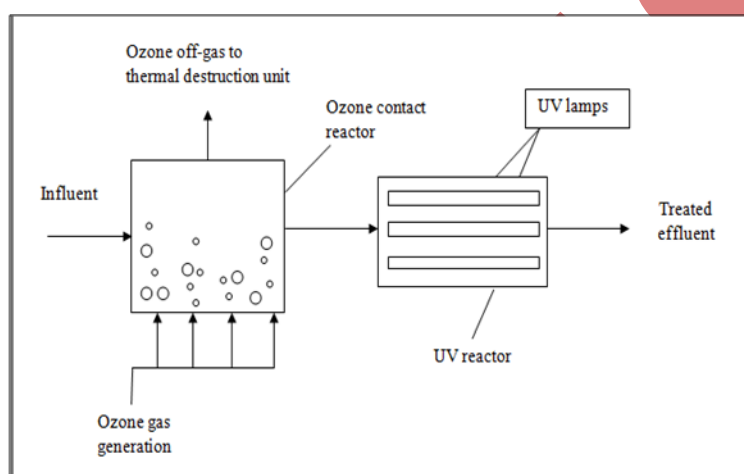 Ozone off-gas to
thermal destruction unit
Ozone contact
reactor
UV lamps
Influent
Treated
effluent
UV reactor
Ozone gas
generation